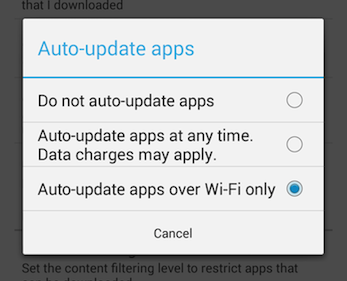 that I downloaded
Auto-update apps
Do not auto-update apps
Auto-update apps at any time.
Data charges may apply.
Auto-update apps over Wi-Fi only
Cancel
Set the content filtering level to restrict apps that